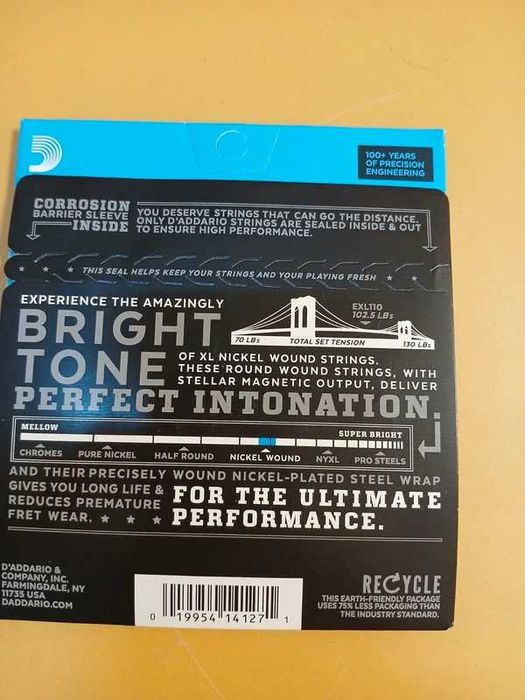 100+ YEARS
OF PRECISION
ENGINEERING
CORROSION
BARRIER SLEEVE
INSIDE
YOU DESERVE STRINGS THAT CAN GO THE DISTANCE.
ONLY D'ADDARIO STRINGS ARE SEALED INSIDE & OUT
TO ENSURE HIGH PERFORMANCE.
THIS SEAL HELPS KEEP YOUR STRINGS AND YOUR PLAYING FRESH
EXPERIENCE THE AMAZINGLY
BRIGHT
TONE
EXL110
102.5 LBs
70 LBs
TOTAL SET TENSION
130 LBs
OF XL NICKEL WOUND STRINGS.
THESE ROUND WOUND STRINGS, WITH
STELLAR MAGNETIC OUTPUT, DELIVER
PERFECT INTONATION.
MELLOW SUPER BRIGHT
CHROMES PURE NICKEL HALF ROUND NICKEL WOUND NYXL PRO STEELS
AND THEIR PRECISELY WOUND NICKEL-PLATED STEEL WRAP
GIVES YOU LONG LIFE &
REDUCES PREMATURE
FRET WEAR.
FOR THE ULTIMATE
PERFORMANCE.
D'ADDARIO &
COMPANY, INC.
FARMINGDALE, NY
11735 USA
DADDARIO.COM
0 19954 14127 1
RECYCLE
THIS EARTH-FRIENDLY PACKAGE
USES 75% LESS PACKAGING THAN
THE INDUSTRY STANDARD.